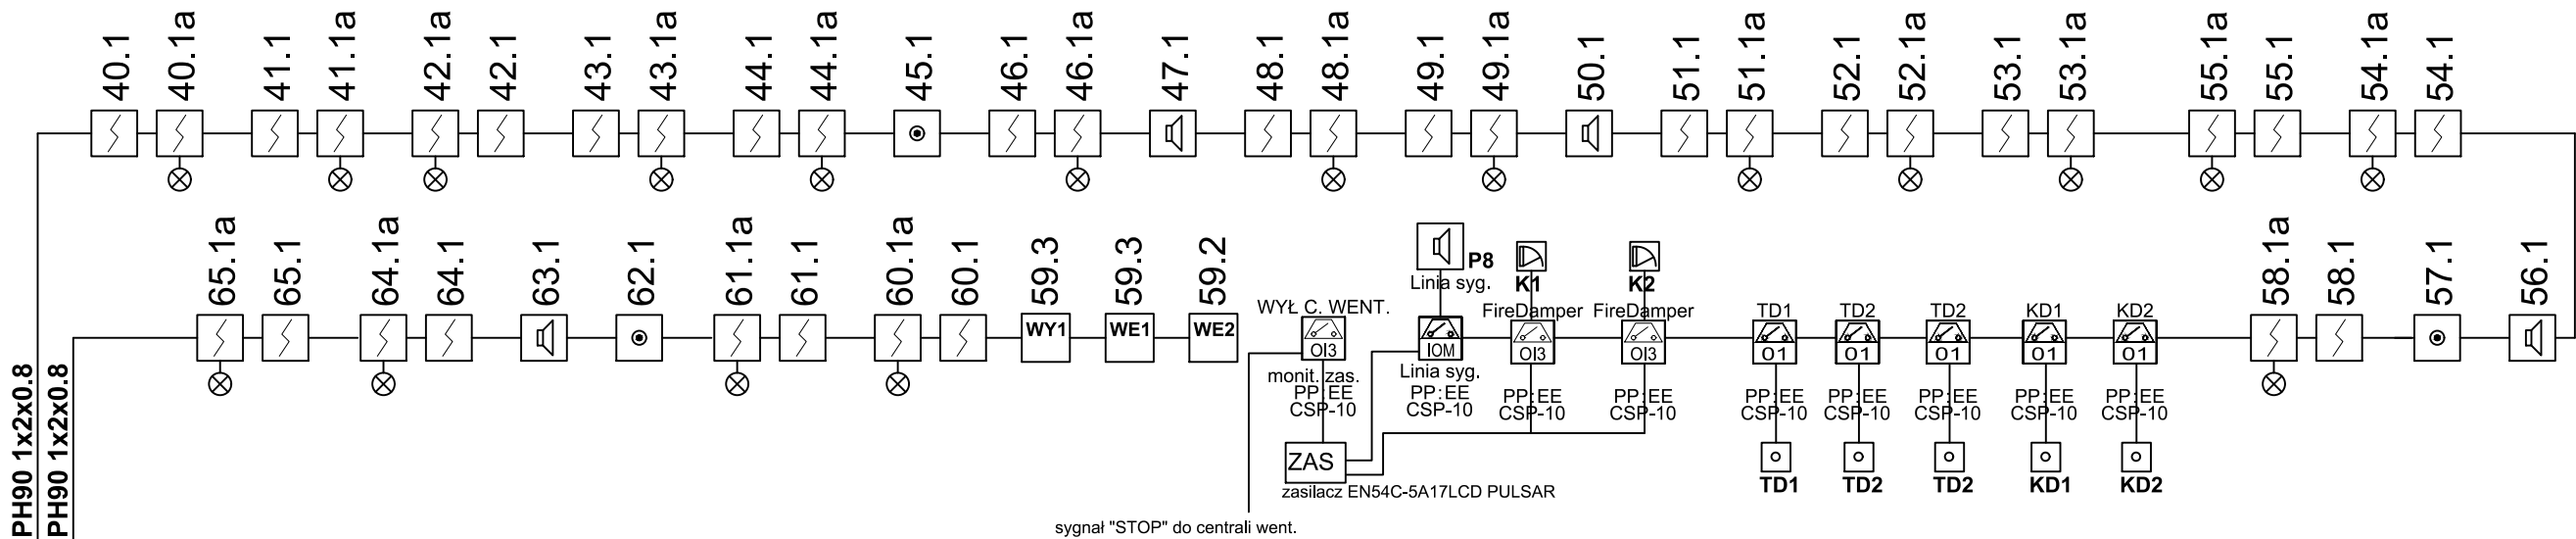 40.1
40.1a
41.1
41.1a
42.1a
42.1
43.1
43.1a
44.1
44.1a
45.1
46.1
46.1a
47.1
48.1
48.1a
49.1
49.1a
50.1
51.1
51.1a
52.1
52.1a
53.1
53.1a
55.1a
55.1
54.1a
54.1
65.1a
65.1
64.1a
64.1
63.1
62.1
61.1a
61.1
60.1a
60.1
59.3
59.3
59.2
WY1
WE1
WE2
WYŁ C. WENT.
OI3
monit. zas.
PP:EE
CSP-10
P8
Linia syg.
IOM
Linia syg.
PP:EE
CSP-10
K1
FireDamper
OI3
PP:EE
CSP-10
K2
FireDamper
OI3
PP:EE
CSP-10
TD1
O1
PP:EE
CSP-10
TD1
TD2
O1
PP:EE
CSP-10
TD2
TD2
O1
PP:EE
CSP-10
TD2
KD1
O1
PP:EE
CSP-10
KD1
KD2
O1
PP:EE
CSP-10
KD2
58.1a
58.1
57.1
56.1
ZAS
zasilacz EN54C-5A17LCD PULSAR
sygnał "STOP" do centrali went.
PH90 1x2x0.8
PH90 1x2x0.8